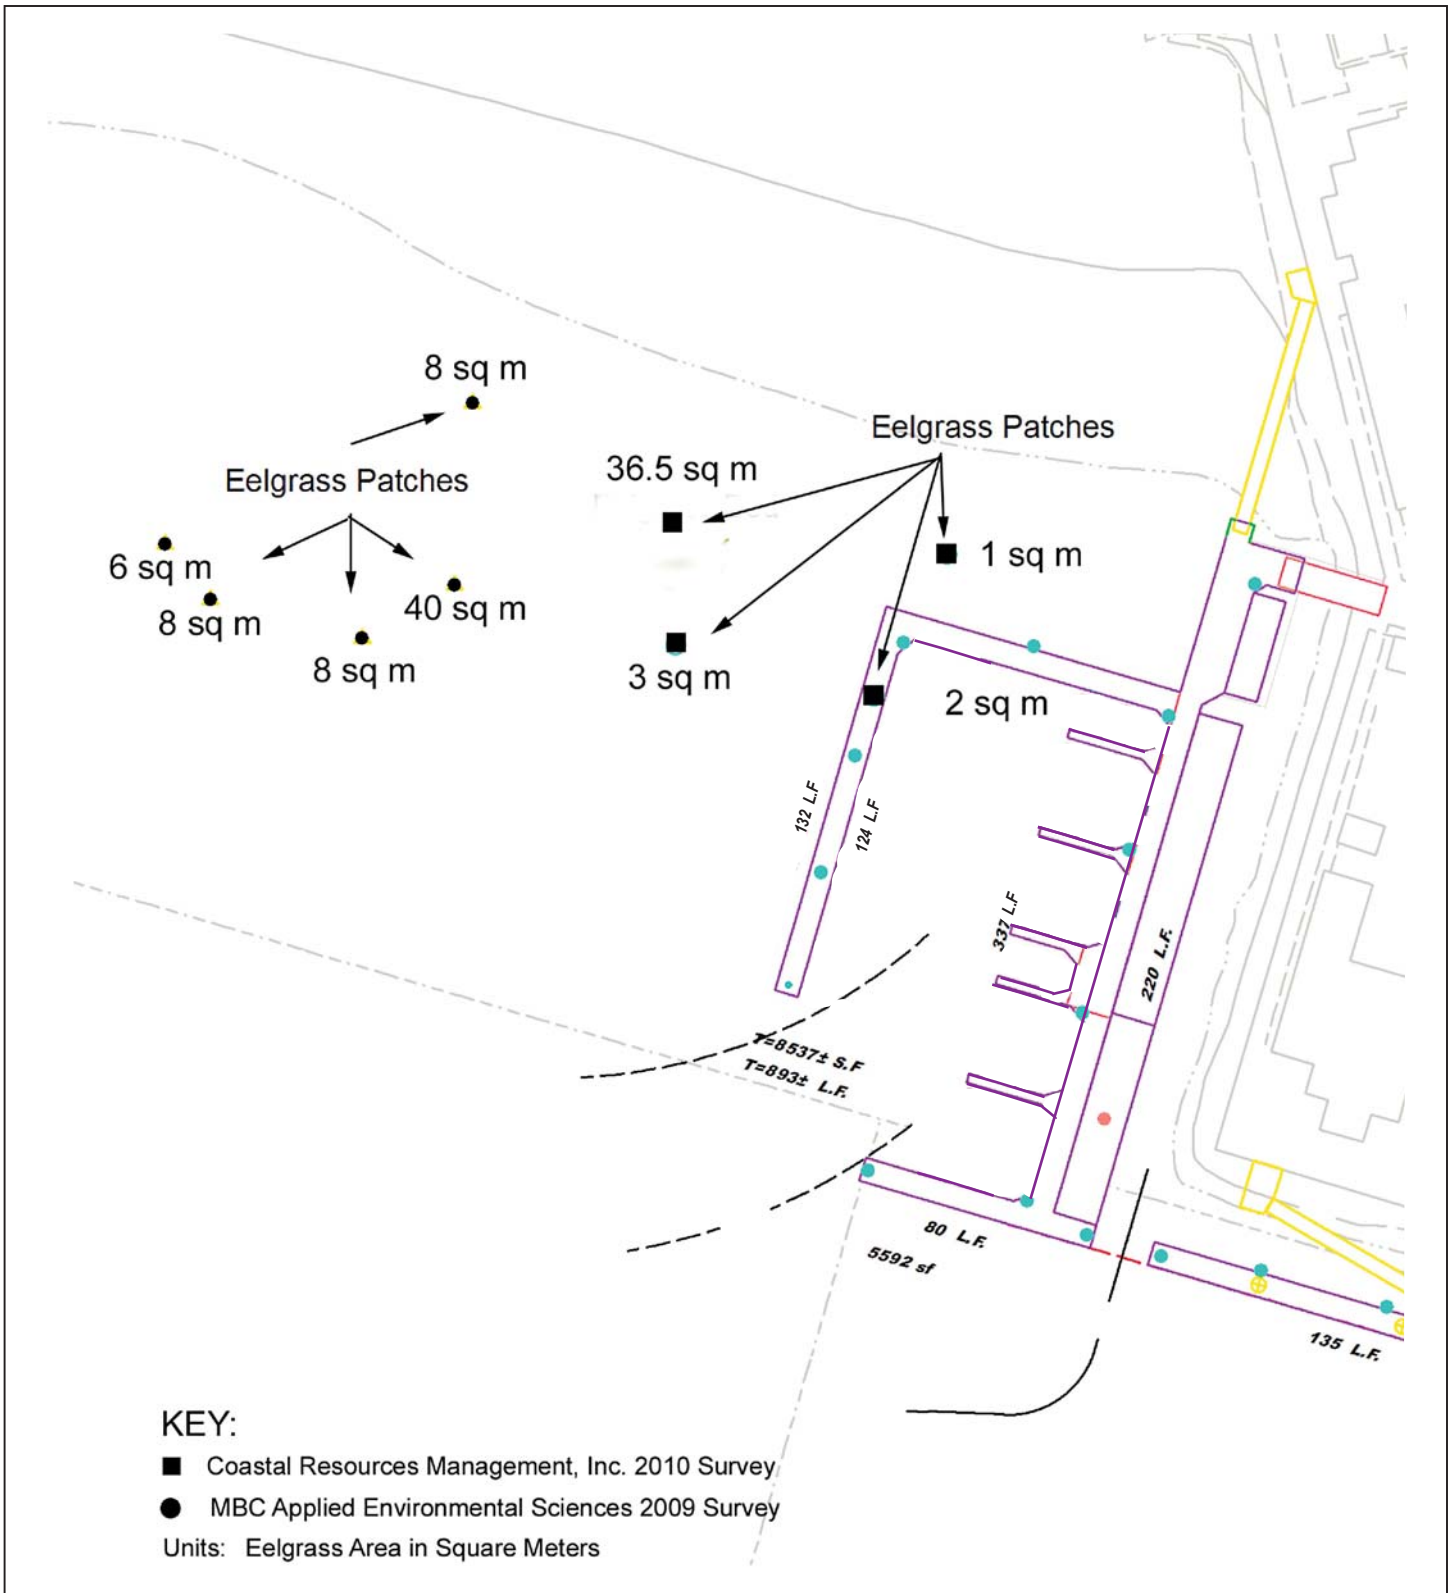 8 sq m
Eelgrass Patches
36.5 sq m
Eelgrass Patches
1 sq m
6 sq m
8 sq m
40 sq m
8 sq m
3 sq m
2 sq m
132 L.F
124 L.F
337 L.F
220 L.F.
T=8537± S.F
T=893± L.F.
80 L.F.
5592 sf
135 L.F.
KEY:
Coastal Resources Management, Inc. 2010 Survey
MBC Applied Environmental Sciences 2009 Survey
Units: Eelgrass Area in Square Meters